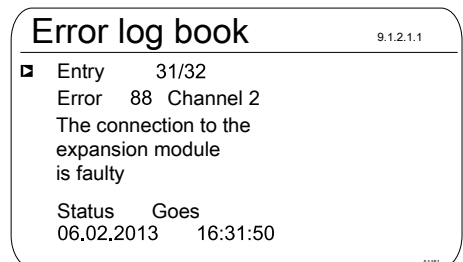 Error log book 9.1.2.1.1
Entry 31/32
Error 88 Channel 2
The connection to the
expansion module
is faulty
Status Goes
06.02.2013 16:31:50